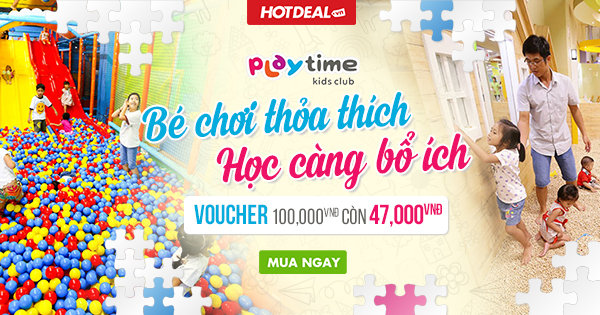 HOTDEAL.VN
playtime
kids club
Bé chơi thỏa thích
Học càng bổ ích
VOUCHER 100,000VNĐ CÒN 47,000VNĐ
MUA NGAY